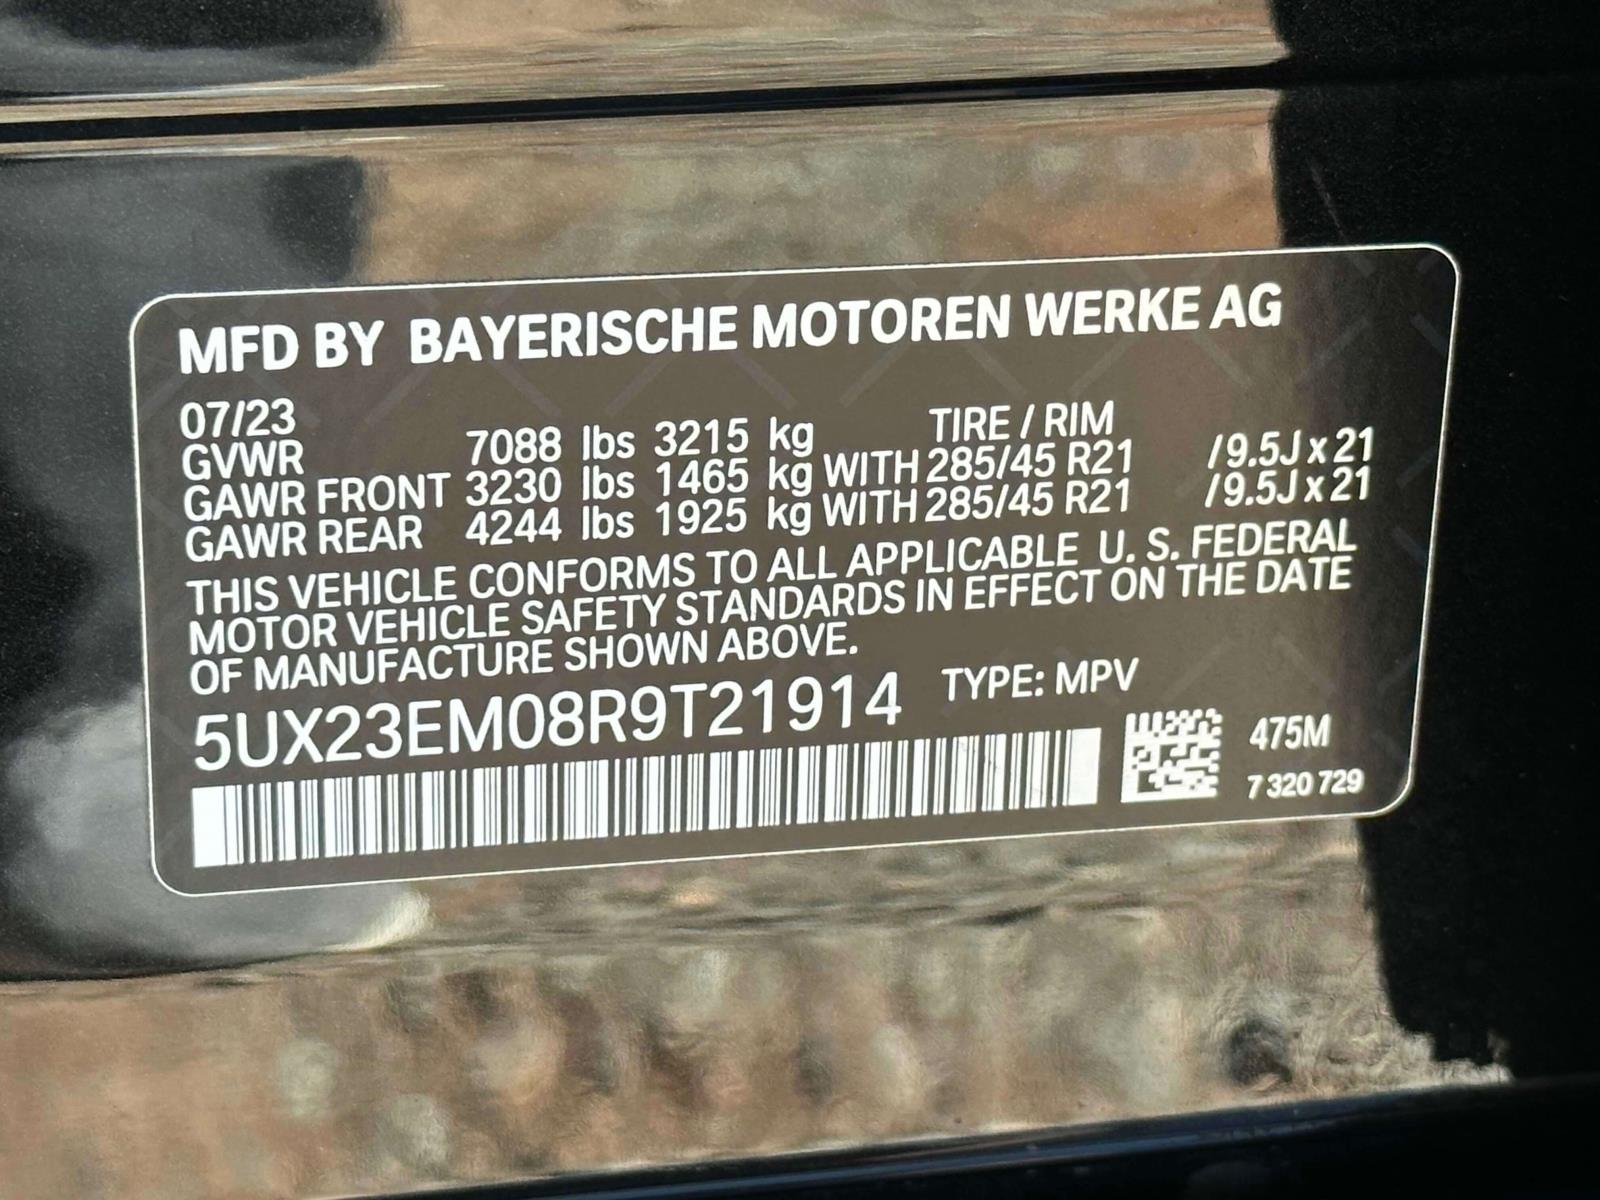 MFD BY BAYERISCHE MOTOREN WERKE AG
07/23 TIRE / RIM
GVWR 7088 lbs 3215 kg
GAWR FRONT 3230 lbs 1465 kg WITH 285/45 R21 /9.5J x 21
GAWR REAR 4244 lbs 1925 kg WITH 285/45 R21 /9.5J x 21
THIS VEHICLE CONFORMS TO ALL APPLICABLE U. S. FEDERAL
MOTOR VEHICLE SAFETY STANDARDS IN EFFECT ON THE DATE
OF MANUFACTURE SHOWN ABOVE.
5UX23EM08R9T21914 TYPE: MPV
475M
7 320 729